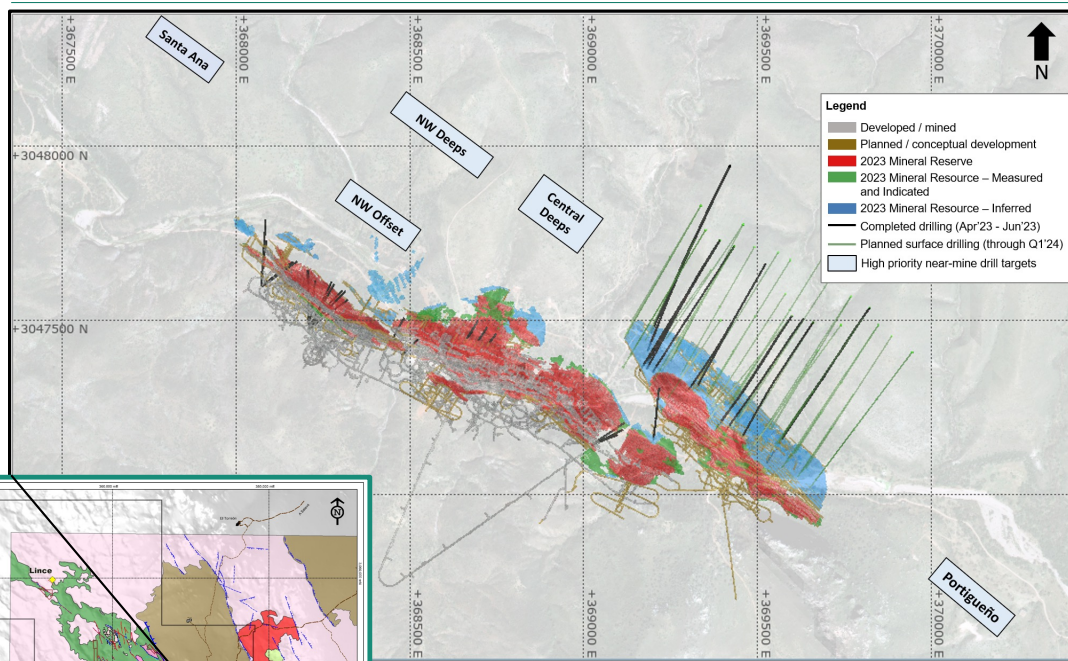 +367500 E
+368000 E
+368500 E
+369000 E
+369500 E
+370000 E
N
Santa Ana
NW Deeps
NW Offset
Central
Deeps
+3048000 N
+3047500 N
Legend
Developed / mined
Planned / conceptual development
2023 Mineral Reserve
2023 Mineral Resource – Measured
and Indicated
2023 Mineral Resource – Inferred
Completed drilling (Apr'23 - Jun'23)
Planned surface drilling (through Q1'24)
High priority near-mine drill targets
Portigueño
+368500 E
+369000 E
+369500 E
+370000 E
N
Lince